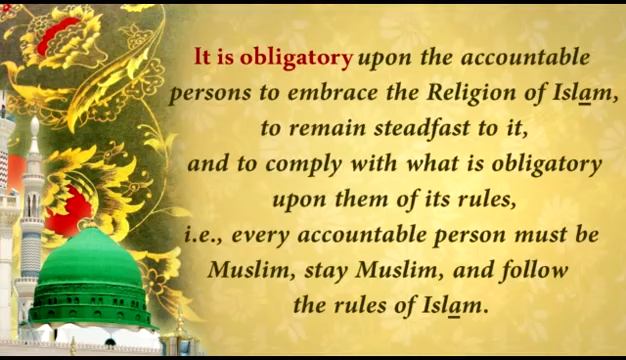 It is obligatory upon the accountable
persons to embrace the Religion of Islam,
to remain steadfast to it,
and to comply with what is obligatory
upon them of its rules,
i.e., every accountable person must be
Muslim, stay Muslim, and follow
the rules of Islam.